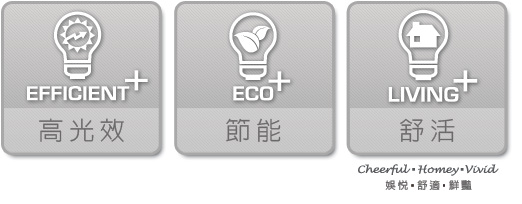 EFFICIENT+
高光效
ECO+
節能
LIVING+
舒活
Cheerful・Homey・Vivid
娛悅・舒適・鮮豔